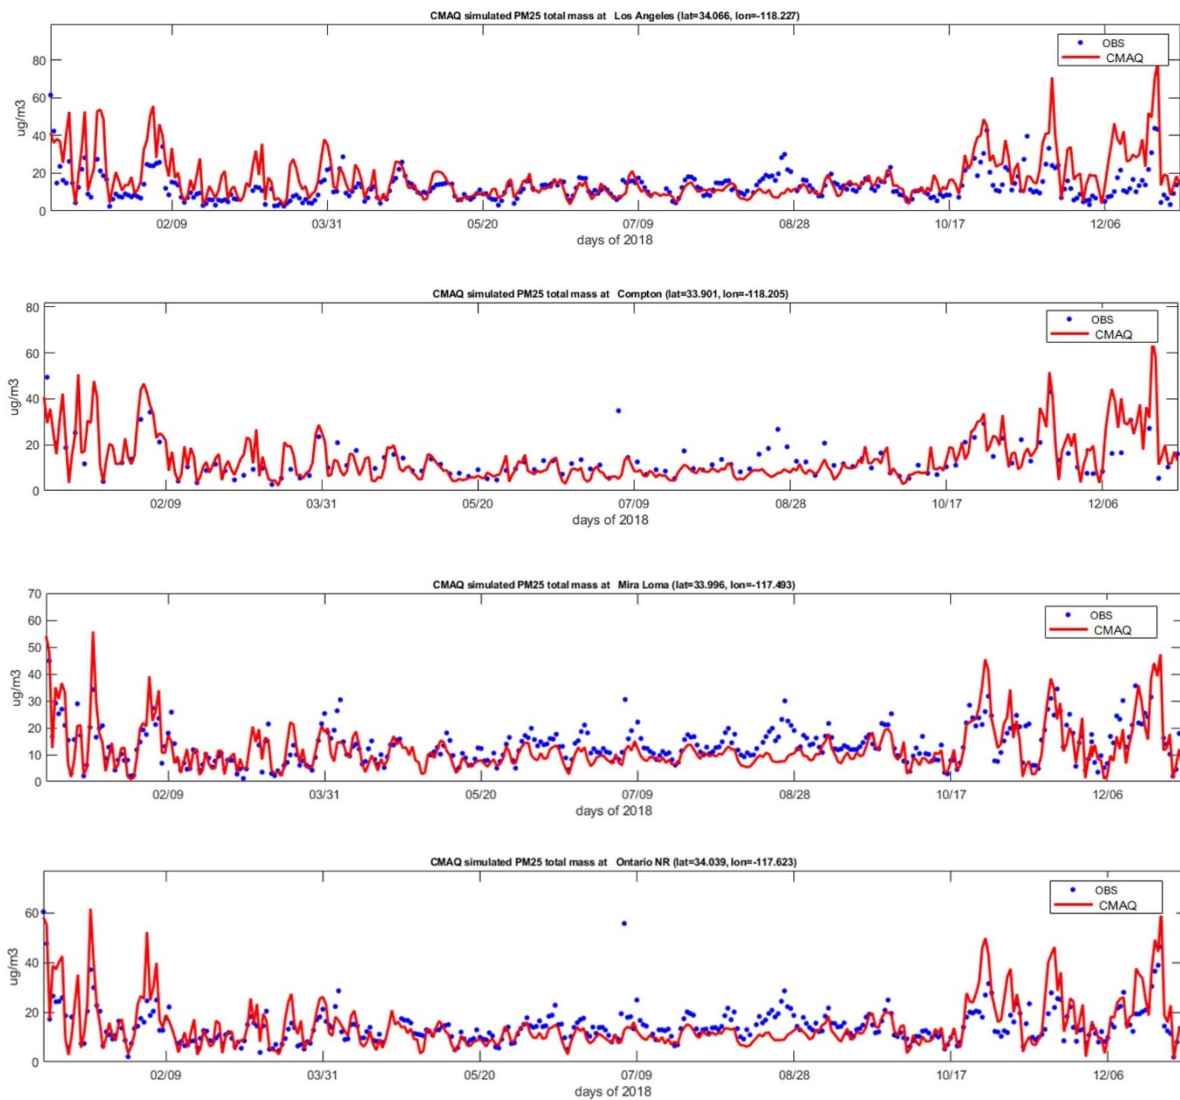 CMAQ simulated PM25 total mass at Los Angeles (lat=34.066, lon=-118.227)
OBS
CMAQ
80
60
40
20
0
ug/m3
02/09 03/31 05/20 07/09 08/28 10/17 12/06
days of 2018
CMAQ simulated PM25 total mass at Compton (lat=33.901, lon=-118.205)
OBS
CMAQ
80
60
40
20
0
ug/m3
02/09 03/31 05/20 07/09 08/28 10/17 12/06
days of 2018
CMAQ simulated PM25 total mass at Mira Loma (lat=33.996, lon=-117.493)
OBS
CMAQ
70
60
50
40
30
20
10
0
ug/m3
02/09 03/31 05/20 07/09 08/28 10/17 12/06
days of 2018
CMAQ simulated PM25 total mass at Ontario NR (lat=34.039, lon=-117.623)
OBS
CMAQ
60
40
20
0
ug/m3
02/09 03/31 05/20 07/09 08/28 10/17 12/06
days of 2018